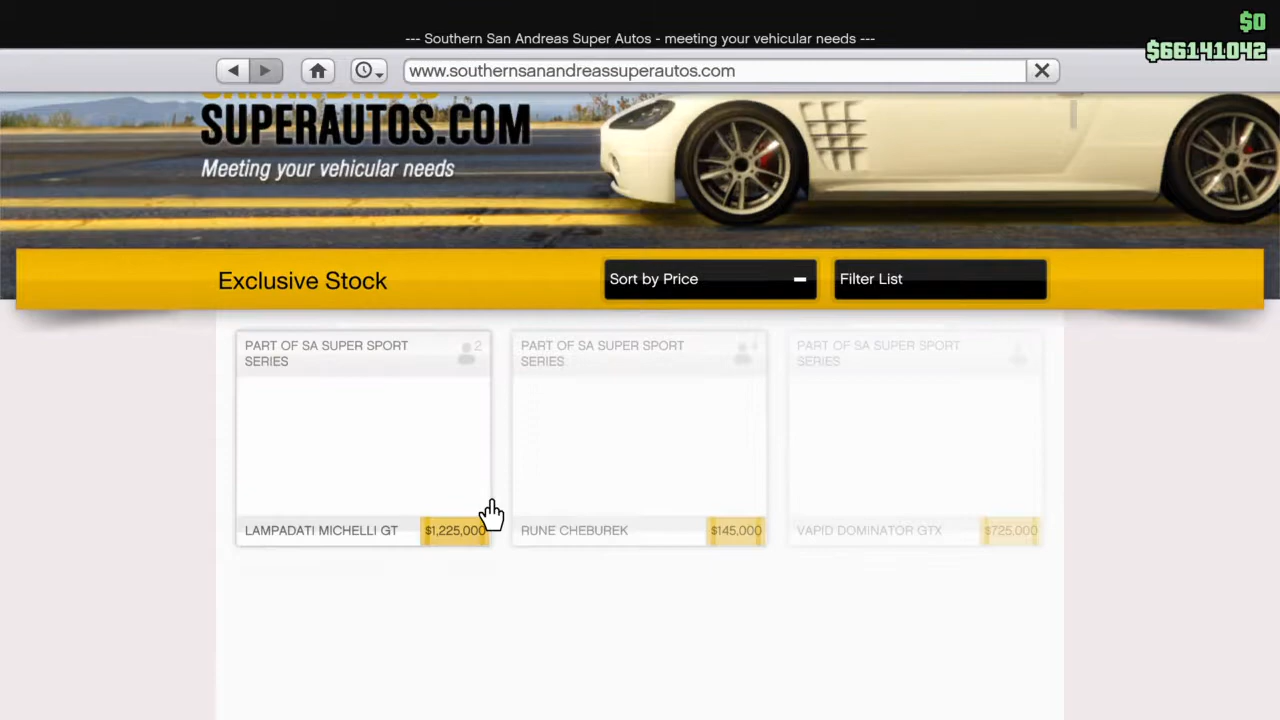 $0
--- Southern San Andreas Super Autos - meeting your vehicular needs ---
$66141042
www.southernsanandreassuperautos.com
SANANDREAS
SUPERAUTOS.COM
Meeting your vehicular needs
Exclusive Stock
Sort by Price
Filter List
PART OF SA SUPER SPORT
SERIES
2
PART OF SA SUPER SPORT
SERIES
PART OF SA SUPER SPORT
SERIES
LAMPADATI MICHELLI GT
$1,225,000
RUNE CHEBUREK
$145,000
VAPID DOMINATOR GTX
$725,000